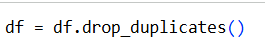 df = df.drop_duplicates()